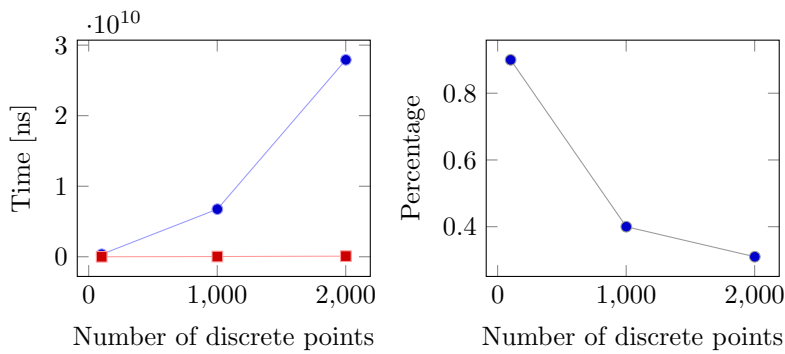 ·10^10
3
2
1
0
Time [ns]
0 1,000 2,000
Number of discrete points
0.8
0.6
0.4
Percentage
0 1,000 2,000
Number of discrete points